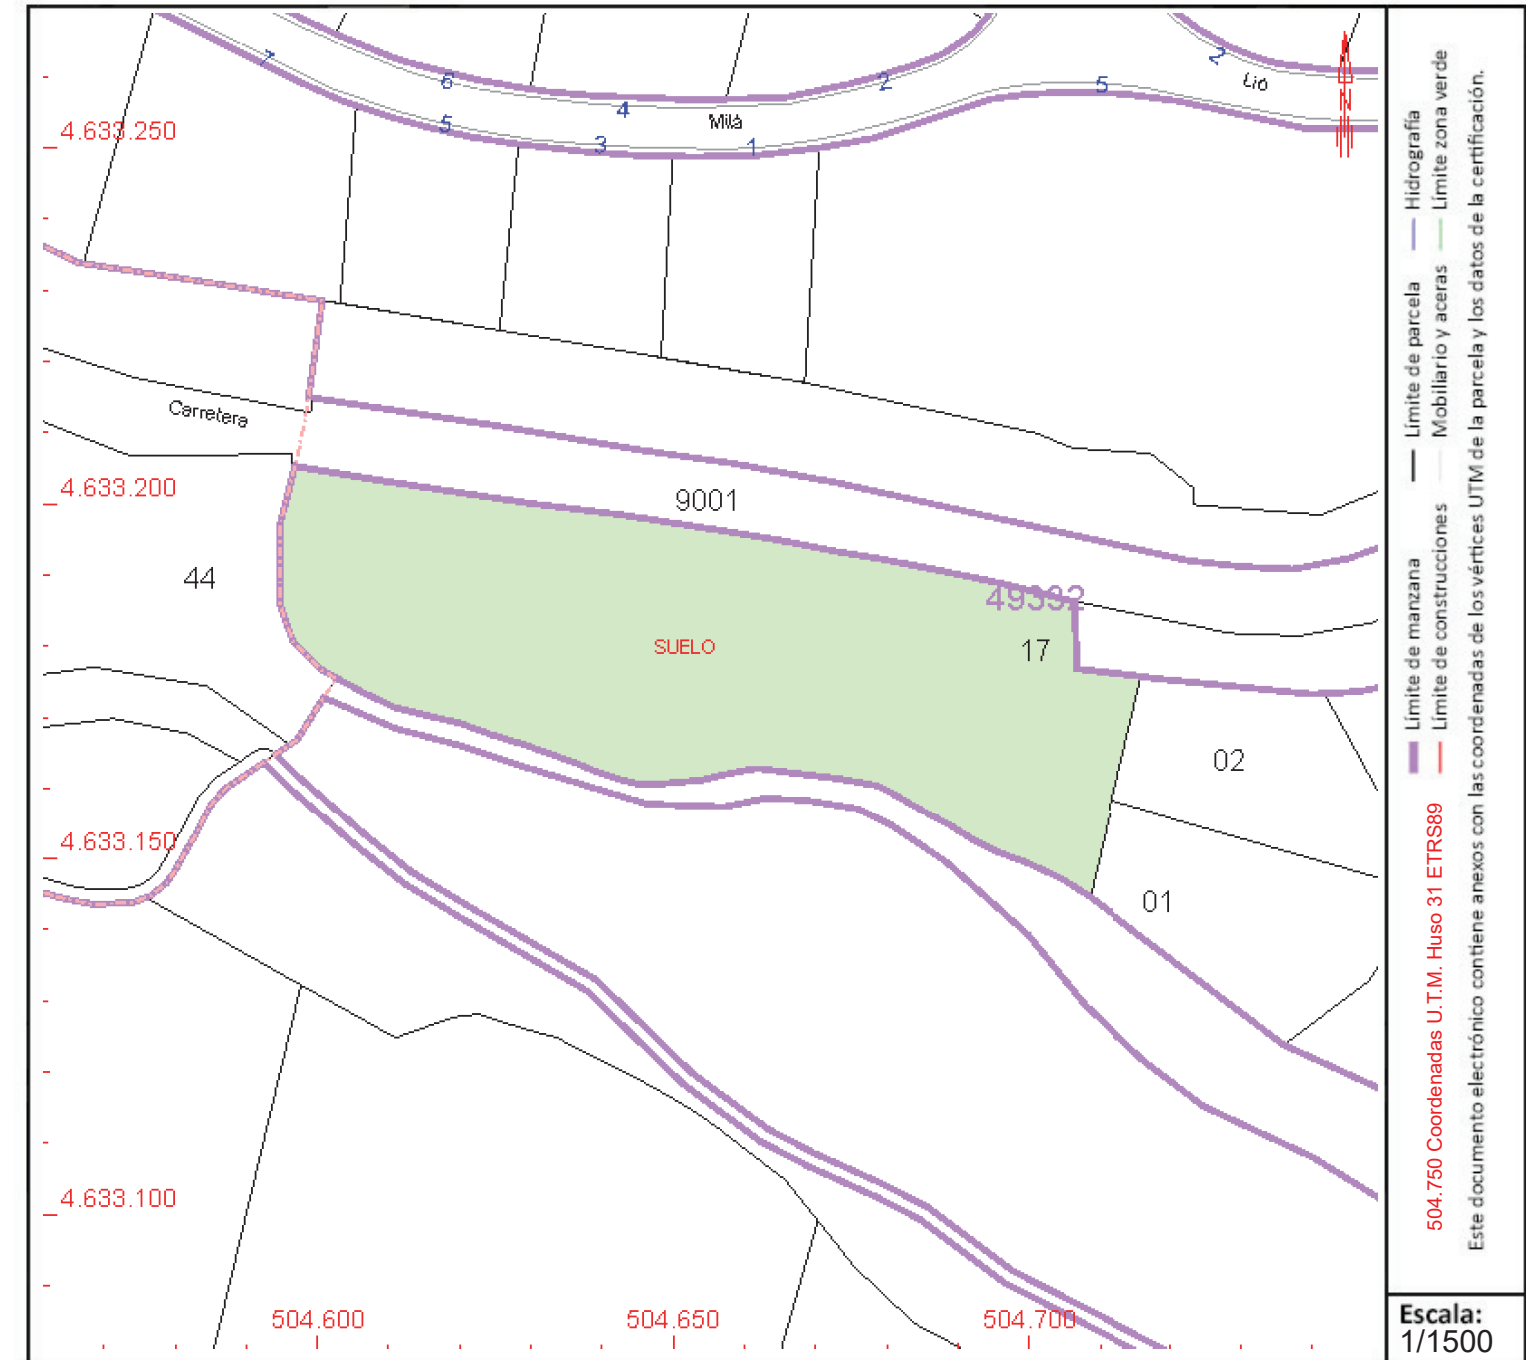 7
6
4
2
2
5
Lio
Milà
4.633.250
5
3
1
N
Carretera
4.633.200
9001
44
49332
SUELO
17
02
4.633.150
01
4.633.100
504.600
504.650
504.700
Límite de manzana
Límite de parcela
Hidrografía
Límite de construcciones
Mobiliario y aceras
Límite zona verde
504.750 Coordenadas U.T.M. Huso 31 ETRS89
Este documento electrónico contiene anexos con las coordenadas de los vértices UTM de la parcela y los datos de la certificación.
Escala:
1/1500